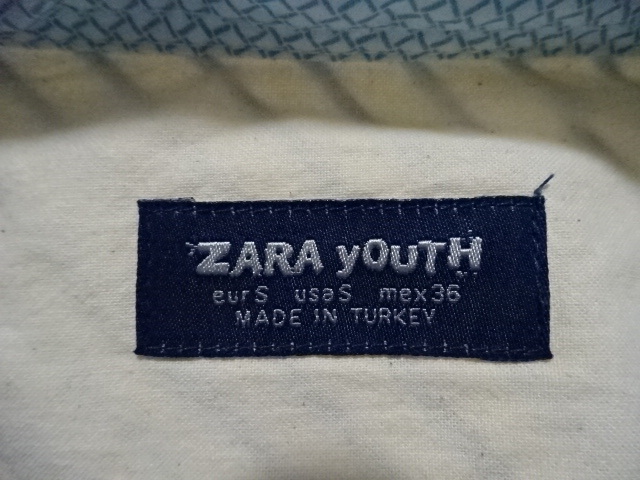 ZARA yOUTH
eurS usaS mex36
MADE IN TURKEY